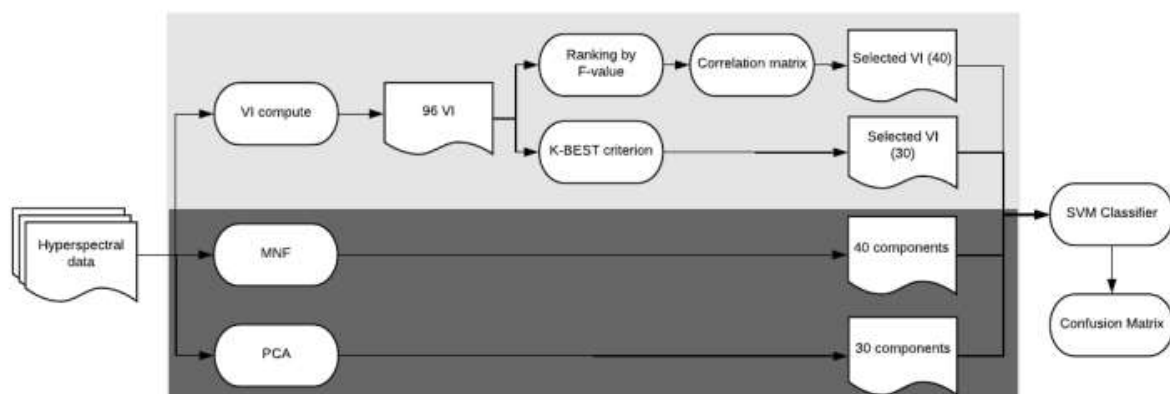 Ranking by
F-value
Correlation matrix
Selected VI (40)
VI compute
96 VI
K-BEST criterion
Selected VI
(30)
Hyperspectral
data
MNF
40 components
SVM Classifier
PCA
30 components
Confusion Matrix